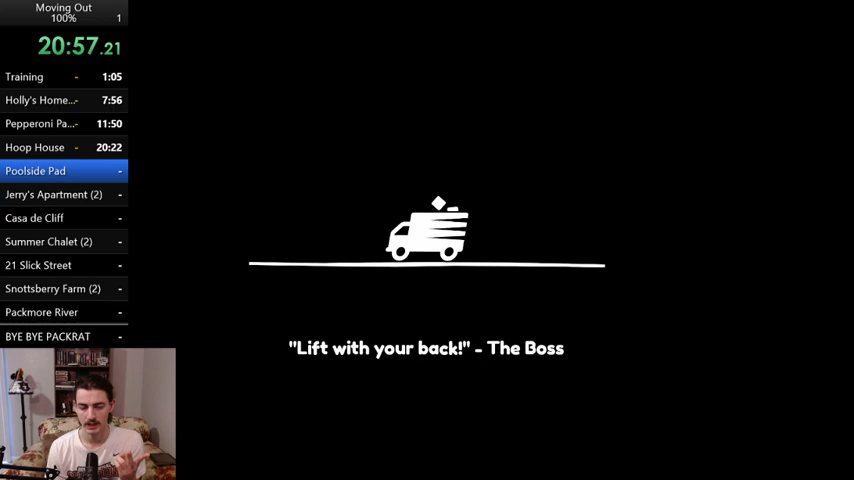 Moving Out
100% 1
20:57.21
Training - 1:05
Holly's Home...- 7:56
Pepperoni Pa...- 11:50
Hoop House - 20:22
Poolside Pad -
Jerry's Apartment (2) -
Casa de Cliff -
Summer Chalet (2) -
21 Slick Street -
Snottsberry Farm (2) -
Packmore River -
BYE BYE PACKRAT -
"Lift with your back!" - The Boss